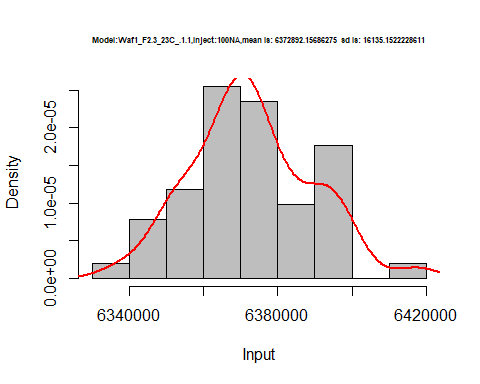 Model:Waf1_F2.3_23C_.1.1,inject:100NA,mean is: 6372892.15686275 sd is: 16135.1522228611
Density
2.0e-05
1.0e-05
0.0e+00
6340000 6380000 6420000
Input